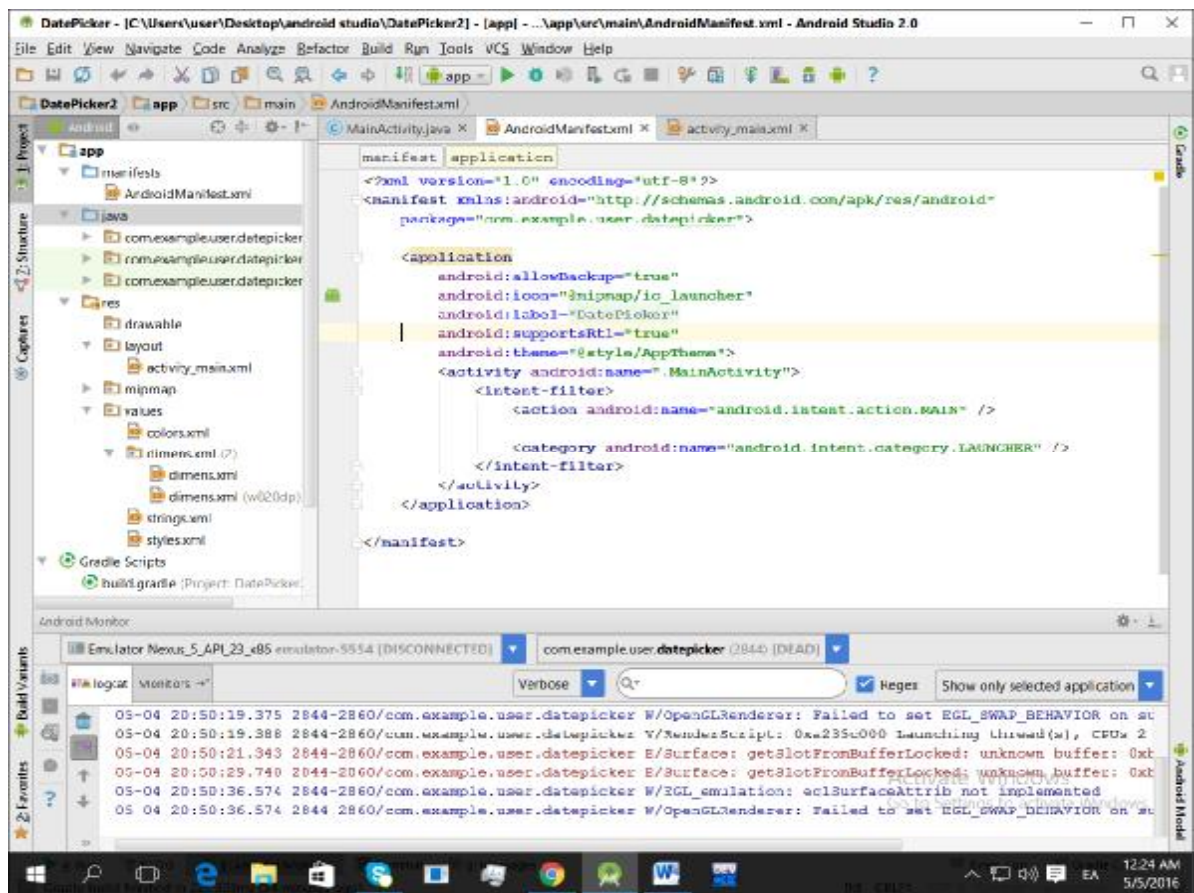 DatePicker - [C:\Users\user\Desktop\android studio\DatePicker2] - [app] - ...\app\src\main\AndroidManifest.xml - Android Studio 2.0
File Edit View Navigate Code Analyze Refactor Build Run Tools VCS Window Help
app
DatePicker2 app src main AndroidManifest.xml
Android
MainActivity.java AndroidManifest.xml activity_main.xml
1: Project
Z: Structure
Captures
Build Variants
2: Favorites
app
manifests
AndroidManifest.xml
java
com.example.user.datepicker
com.example.user.datepicker
com.example.user.datepicker
res
drawable
layout
activity_main.xml
mipmap
values
colors.xml
dimens.xml (2)
dimens.xml
dimens.xml (w820dp)
strings.xml
styles.xml
Gradle Scripts
build.gradle (Project: DatePicker
manifest application
<?xml version="1.0" encoding="utf-8"?>
<manifest xmlns:android="http://schemas.android.com/apk/res/android"
package="com.example.user.datepicker">
<application
android:allowBackup="true"
android:icon="@mipmap/ic_launcher"
android:label="DatePicker"
android:supportsRtl="true"
android:theme="@style/AppTheme">
<activity android:name=".MainActivity">
<intent-filter>
<action android:name="android.intent.action.MAIN" />
<category android:name="android.intent.category.LAUNCHER" />
</intent-filter>
</activity>
</application>
</manifest>
Gradle
Android Model
Android Monitor
Emulator Nexus_5_API_23_x86 emulator-5554 [DISCONNECTED] com.example.user.datepicker (2844) [DEAD]
logcat Monitors Verbose Regex Show only selected application
05-04 20:50:19.375 2844-2860/com.example.user.datepicker W/OpenGLRenderer: Failed to set EGL_SWAP_BEHAVIOR on su
05-04 20:50:19.388 2844-2860/com.example.user.datepicker V/RenderScript: 0xa235c000 Launching thread(s), CPUs 2
05-04 20:50:21.343 2844-2860/com.example.user.datepicker E/Surface: getSlotFromBufferLocked: unknown buffer: 0xb
05-04 20:50:29.740 2844-2860/com.example.user.datepicker E/Surface: getSlotFromBufferLocked: unknown buffer: 0xb
05-04 20:50:36.574 2844-2860/com.example.user.datepicker W/EGL_emulation: eglSurfaceAttrib not implemented
05-04 20:50:36.574 2844-2860/com.example.user.datepicker W/OpenGLRenderer: Failed to set EGL_SWAP_BEHAVIOR on su
Activate Windows
Go to Settings to activate Windows.
EA
12:24 AM
5/5/2016